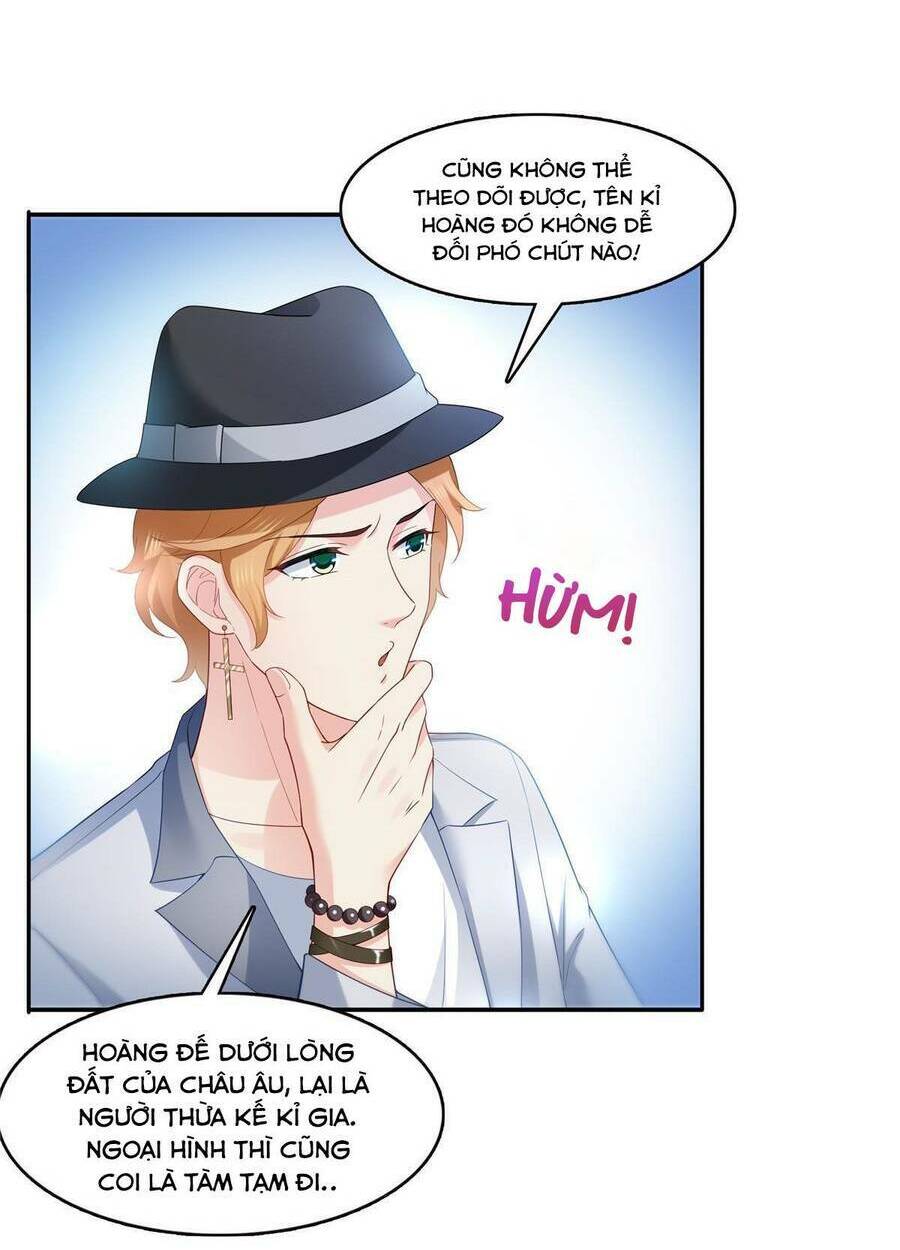 CŨNG KHÔNG THỂ
THEO DÕI ĐƯỢC, TÊN KỈ
HOÀNG ĐÓ KHÔNG DỄ
ĐỐI PHÓ CHÚT NÀO!
HỪM!
HOÀNG ĐẾ DƯỚI LÒNG
ĐẤT CỦA CHÂU ÂU, LẠI LÀ
NGƯỜI THỪA KẾ KỈ GIA.
NGOẠI HÌNH THÌ CŨNG
COI LÀ TÀM TẠM ĐI..